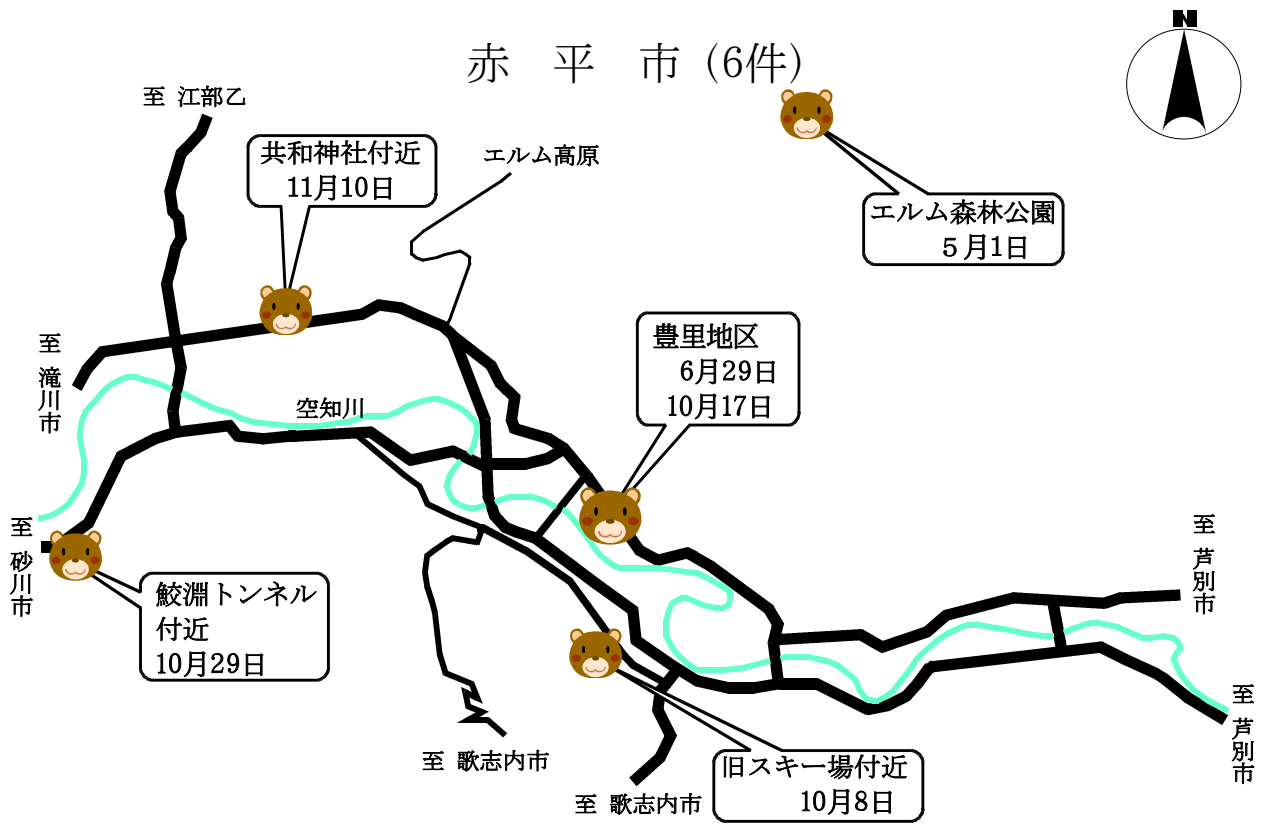 赤 平 市 (6件)
N
至 江部乙
共和神社付近
11月10日
エルム高原
エルム森林公園
5月1日
至 滝川市
空知川
豊里地区
6月29日
10月17日
至 砂川市
鮫淵トンネル
付近
10月29日
至 芦別市
至 芦別市
至 歌志内市
至 歌志内市
旧スキー場付近
10月8日